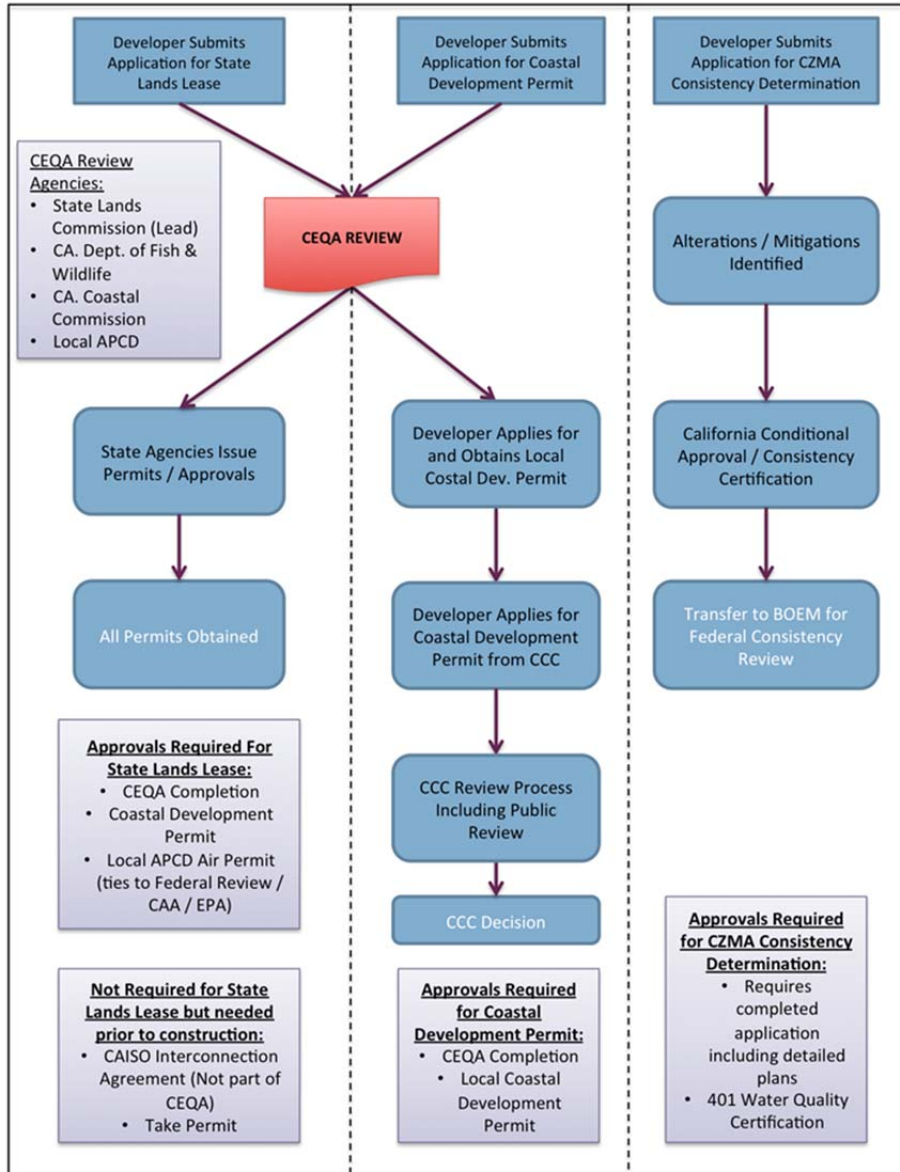 Developer Submits
Application for State
Lands Lease
Developer Submits
Application for Coastal
Development Permit
Developer Submits
Application for CZMA
Consistency Determination
CEQA Review
Agencies:
• State Lands
Commission (Lead)
• CA. Dept. of Fish &
Wildlife
• CA. Coastal
Commission
• Local APCD
CEQA REVIEW
Alterations / Mitigations
Identified
State Agencies Issue
Permits / Approvals
Developer Applies for
and Obtains Local
Costal Dev. Permit
California Conditional
Approval / Consistency
Certification
All Permits Obtained
Developer Applies for
Coastal Development
Permit from CCC
Transfer to BOEM for
Federal Consistency
Review
Approvals Required For
State Lands Lease:
• CEQA Completion
• Coastal Development
Permit
• Local APCD Air Permit
(ties to Federal Review /
CAA / EPA)
CCC Review Process
Including Public
Review
CCC Decision
Not Required for State
Lands Lease but needed
prior to construction:
• CAISO Interconnection
Agreement (Not part of
CEQA)
• Take Permit
Approvals Required
for Coastal
Development Permit:
• CEQA Completion
• Local Coastal
Development
Permit
Approvals Required
for CZMA Consistency
Determination:
• Requires
completed
application
including detailed
plans
• 401 Water Quality
Certification